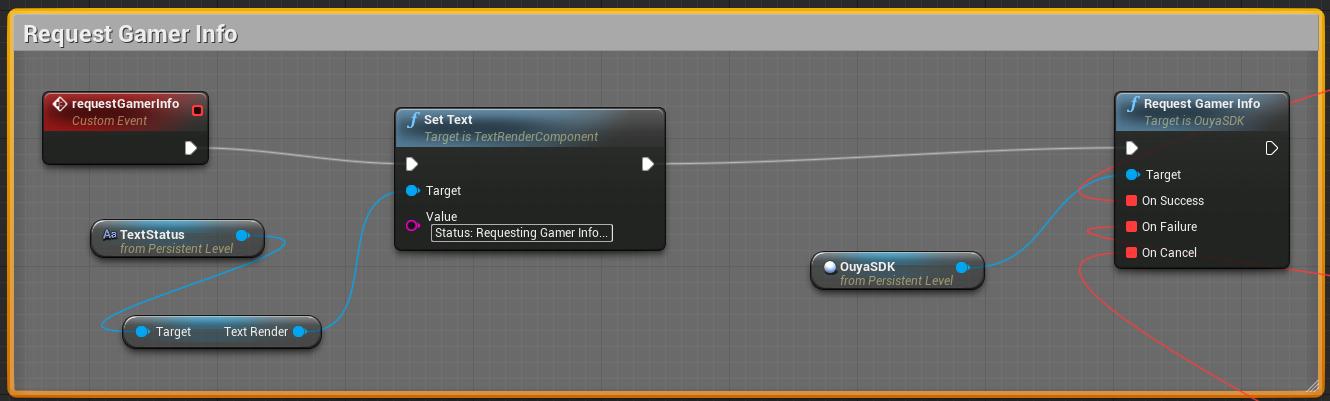 Request Gamer Info
requestGamerInfo
Custom Event
Set Text
Target is TextRenderComponent
Target
Value
Status: Requesting Gamer Info...
Aa TextStatus
from Persistent Level
Target Text Render
OuyaSDK
from Persistent Level
f Request Gamer Info
Target is OuyaSDK
Target
On Success
On Failure
On Cancel